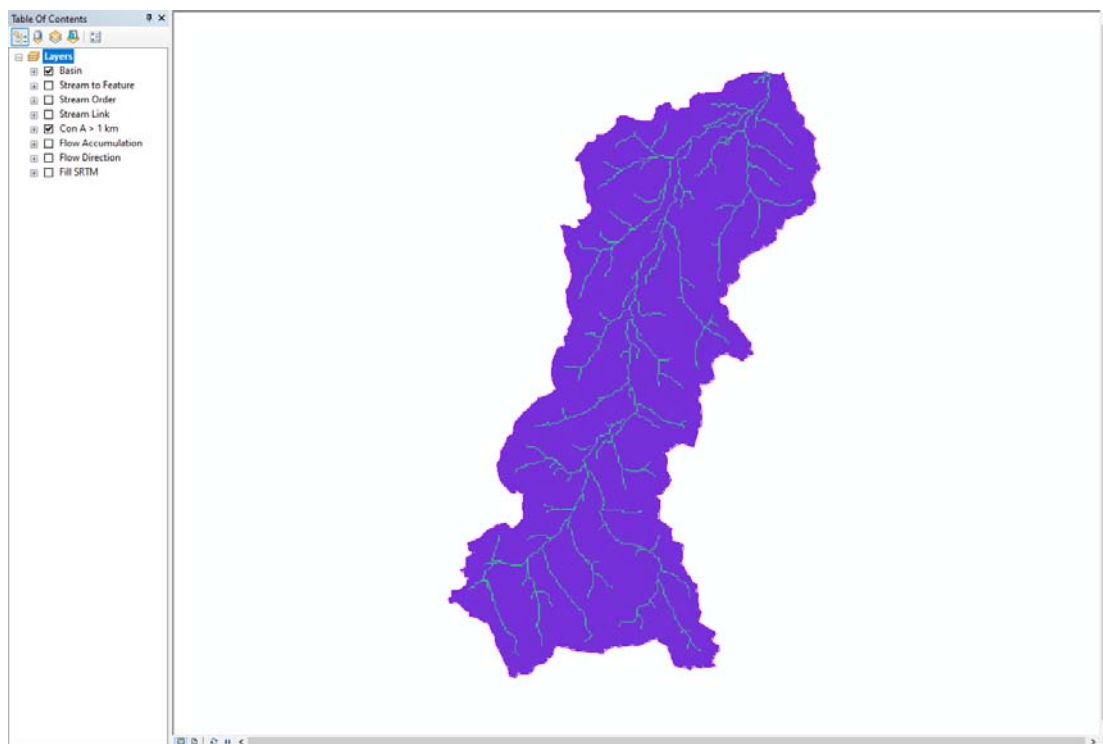 Table Of Contents
Layers
Basin
Stream to Feature
Stream Order
Stream Link
Con A > 1 km
Flow Accumulation
Flow Direction
Fill SRTM